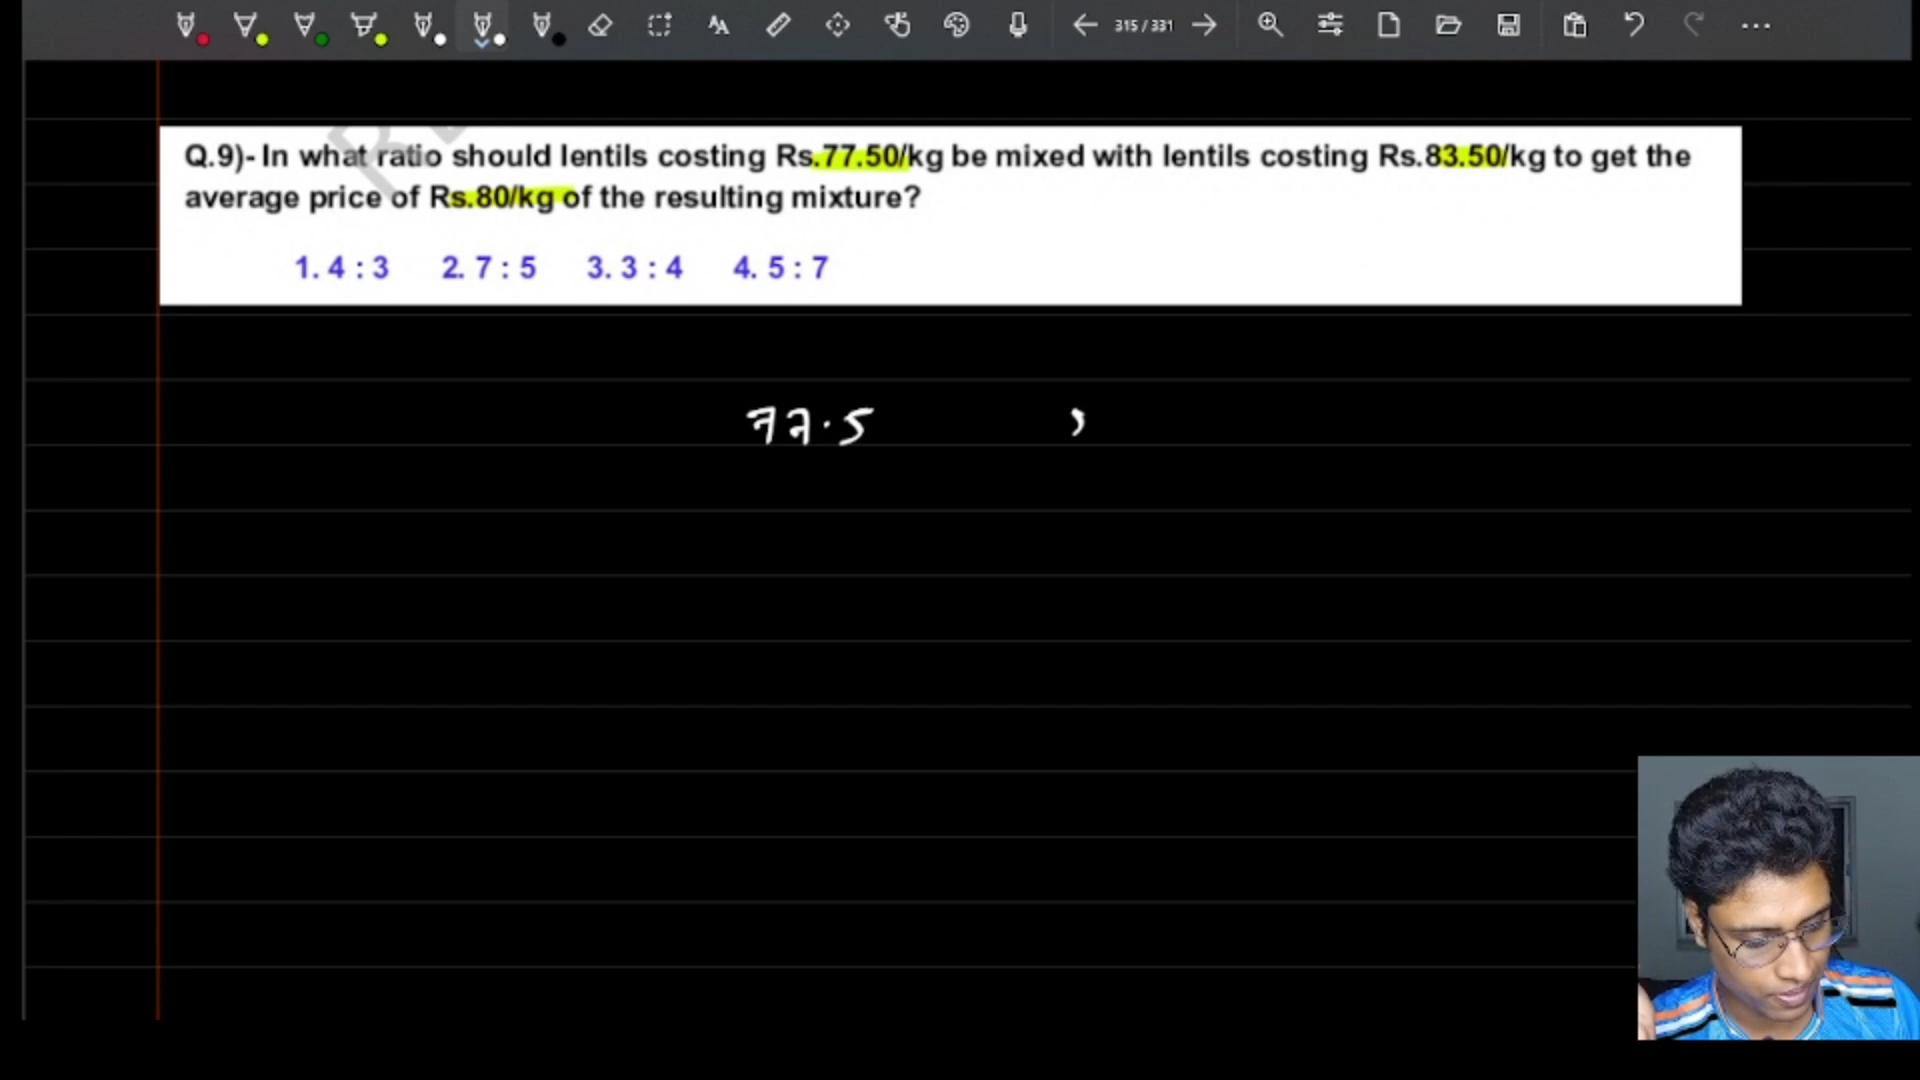 315 / 331
Q.9)- In what ratio should lentils costing Rs.77.50/kg be mixed with lentils costing Rs.83.50/kg to get the
average price of Rs.80/kg of the resulting mixture?
1. 4 : 3 2. 7 : 5 3. 3 : 4 4. 5 : 7
77.5